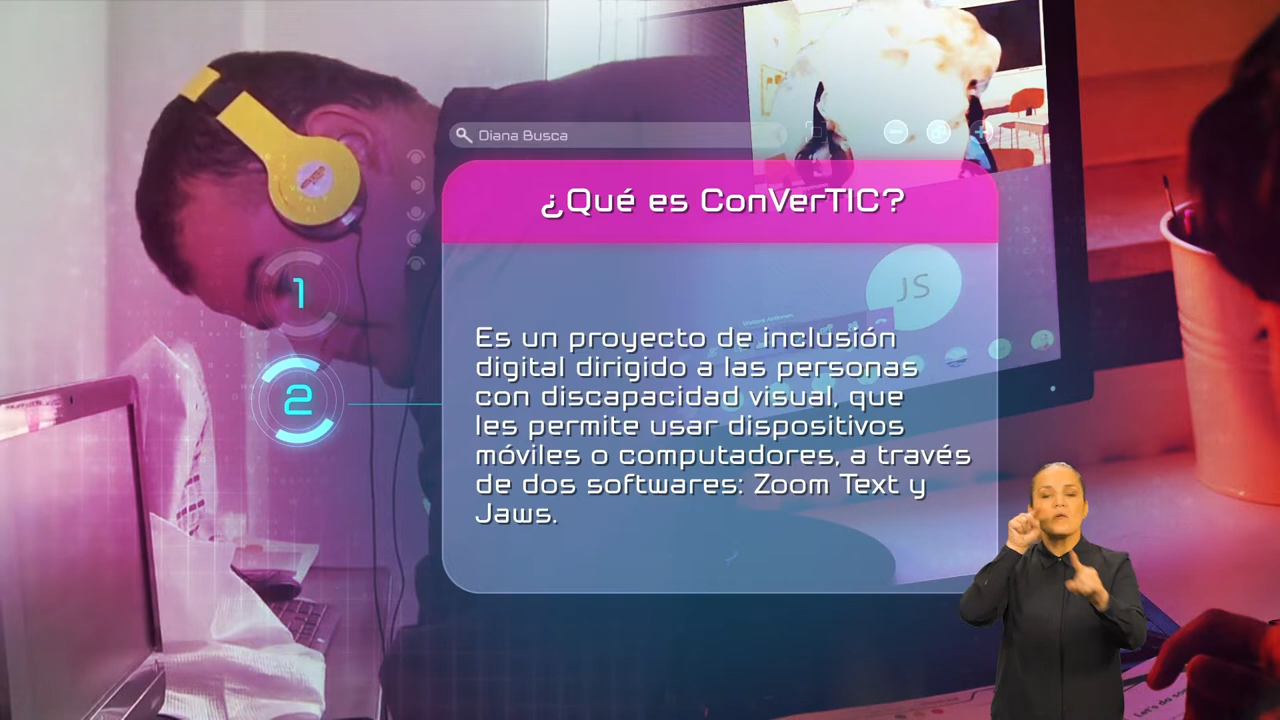 Diana Busca
¿Qué es ConVerTIC?
JS
1
2
Es un proyecto de inclusión
digital dirigido a las personas
con discapacidad visual, que
les permite usar dispositivos
móviles o computadores, a través
de dos softwares: Zoom Text y
Jaws.